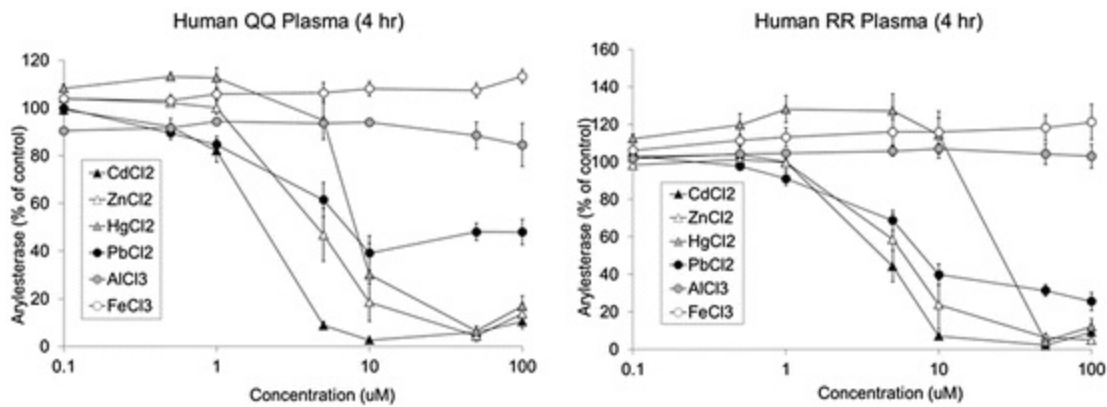 Human QQ Plasma (4 hr)
Arylesterase (% of control)
120
100
80
60
40
20
0
CdCl2
ZnCl2
HgCl2
PbCl2
AlCl3
FeCl3
0.1 1 10 100
Concentration (uM)
Human RR Plasma (4 hr)
Arylesterase (% of control)
160
140
120
100
80
60
40
20
0
CdCl2
ZnCl2
HgCl2
PbCl2
AlCl3
FeCl3
0.1 1 10 100
Concentration (uM)